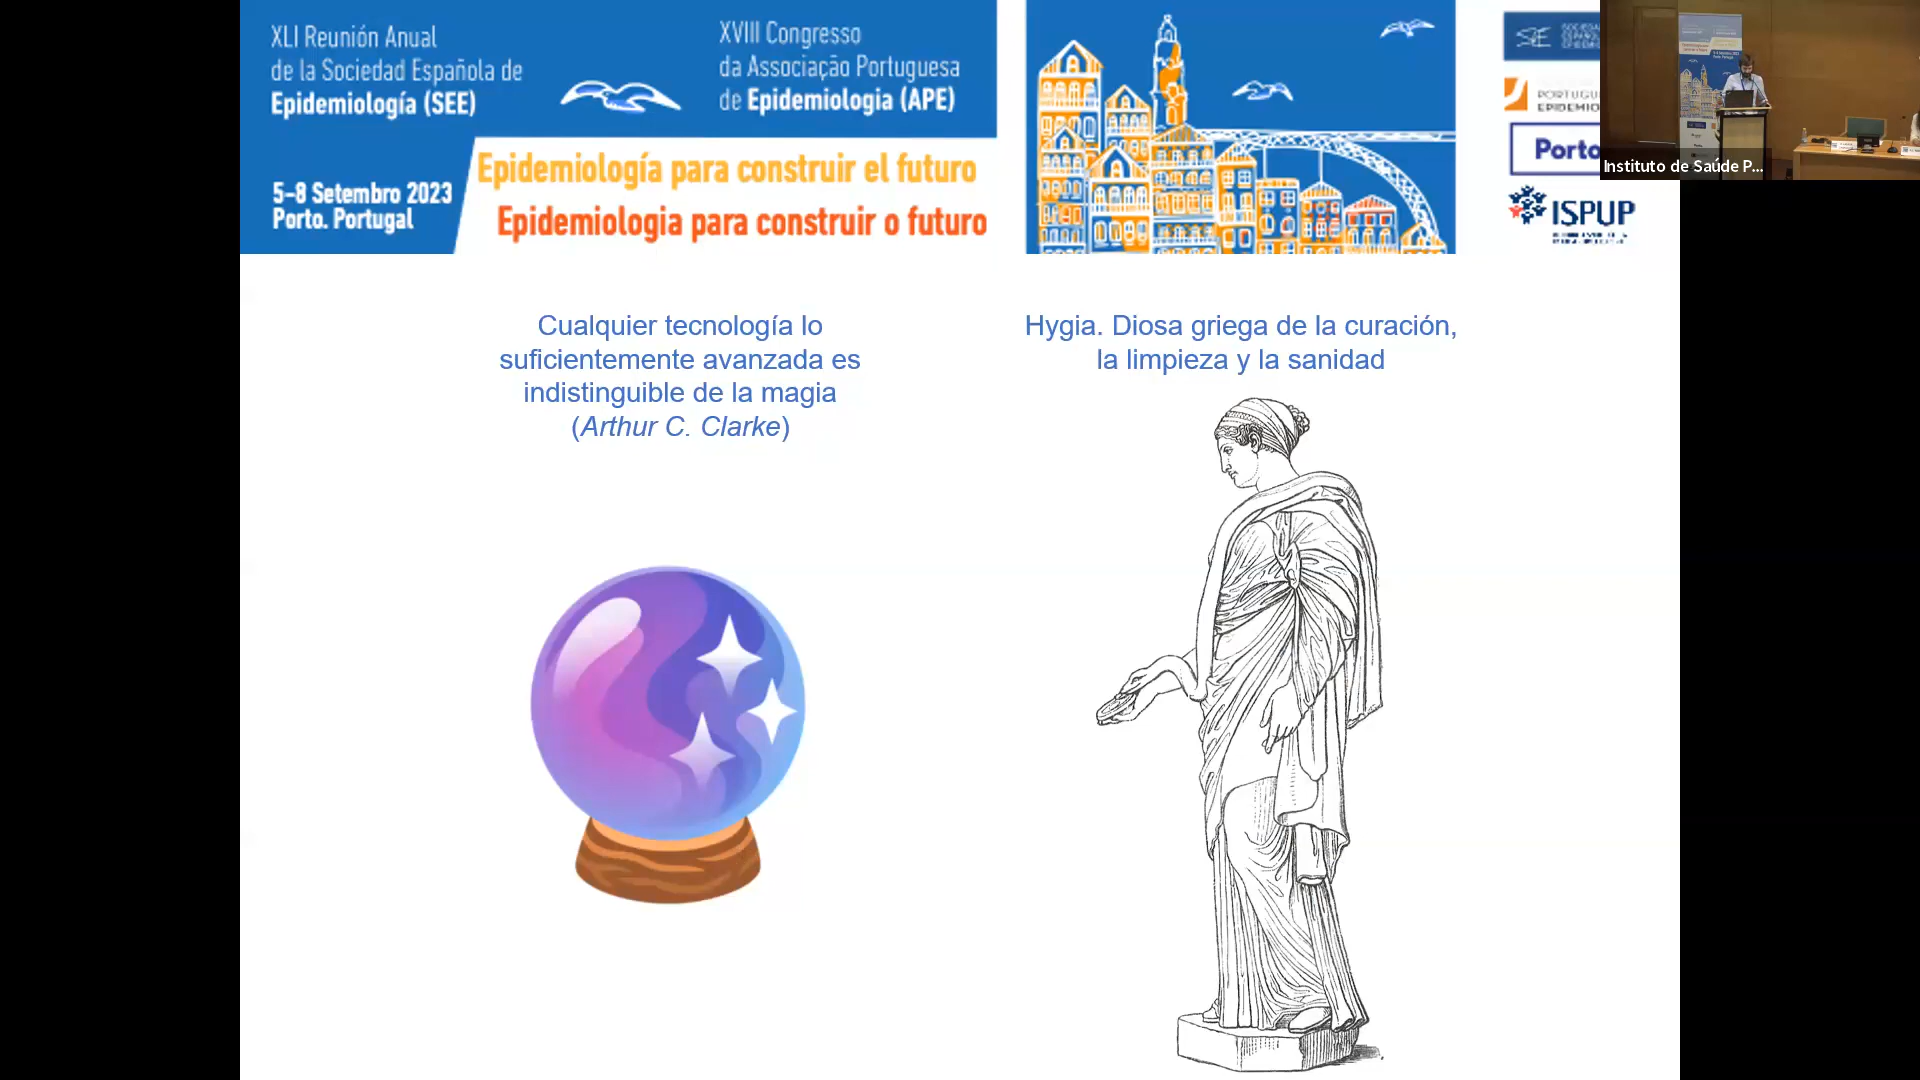 XLI Reunión Anual
de la Sociedad Española de
Epidemiología (SEE)
XVIII Congresso
da Associação Portuguesa
de Epidemiologia (APE)
5-8 Setembro 2023
Porto. Portugal
Epidemiología para construir el futuro
Epidemiologia para construir o futuro
SEE
Porto
ISPUP
Instituto de Saúde P...
Cualquier tecnología lo
suficientemente avanzada es
indistinguible de la magia
(Arthur C. Clarke)
Hygia. Diosa griega de la curación,
la limpieza y la sanidad